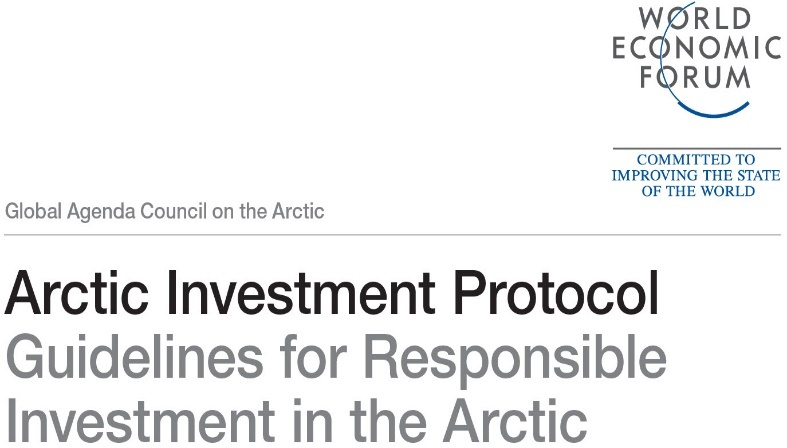 WORLD
ECONOMIC
FORUM
COMMITTED TO
IMPROVING THE STATE
OF THE WORLD
Global Agenda Council on the Arctic
Arctic Investment Protocol
Guidelines for Responsible
Investment in the Arctic